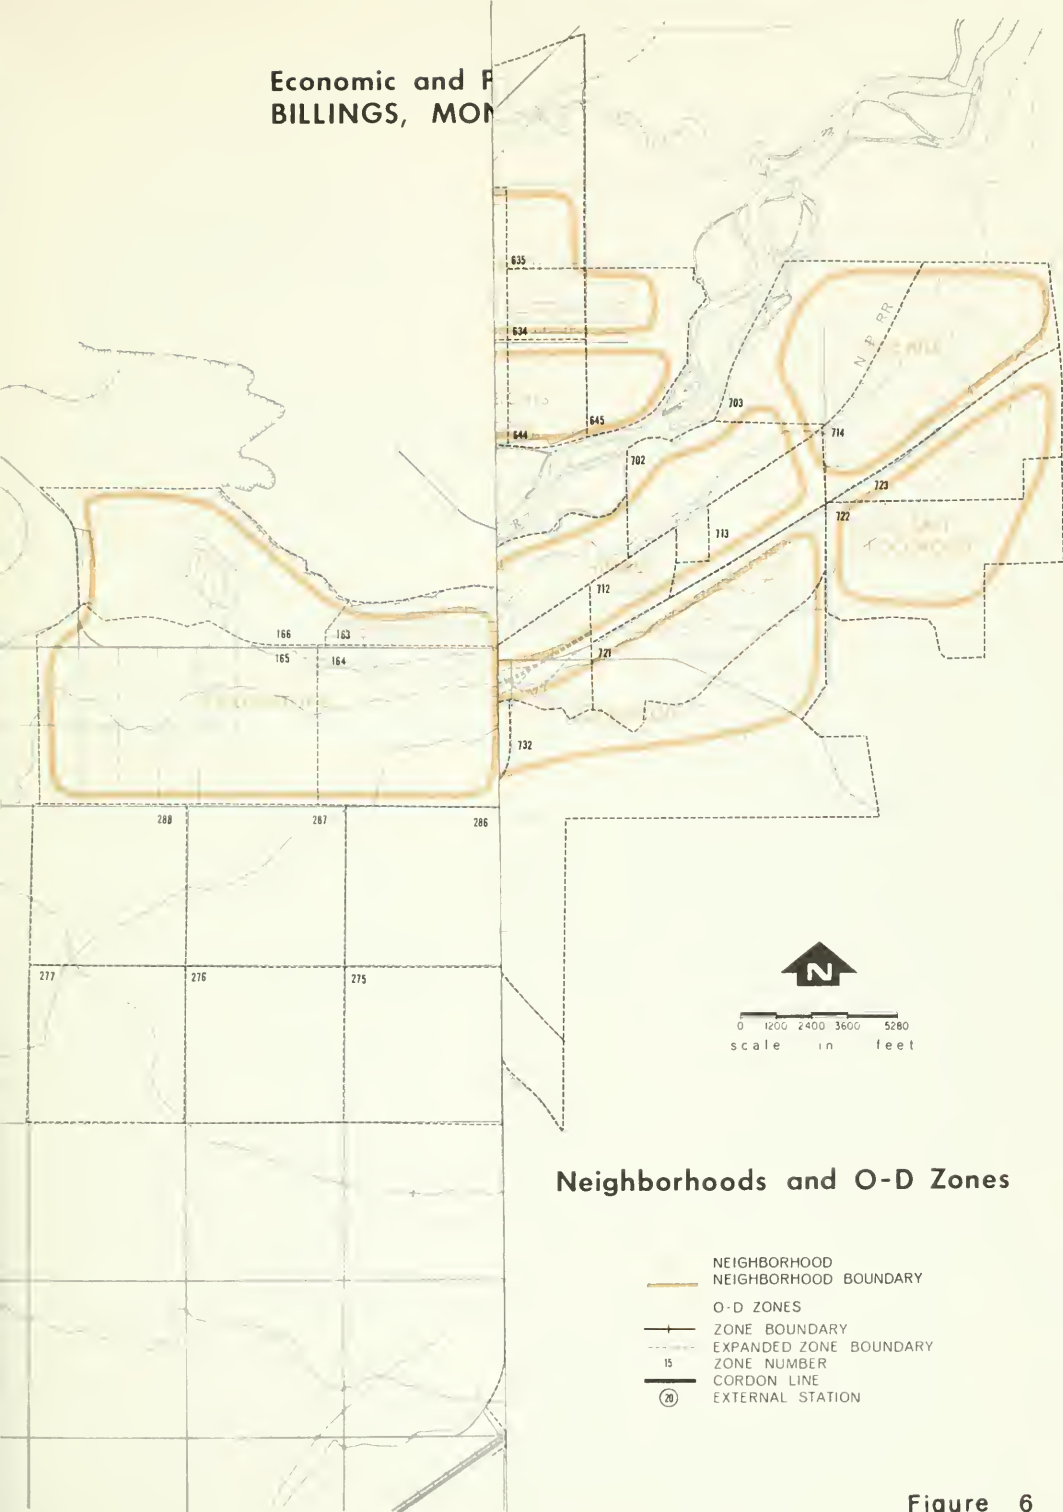 Economic and P
BILLINGS, MON
635
634
645
644
703
714
702
723
722
713
712
721
732
166
163
165
164
288
287
286
277
276
275
N P RR
N
0 1200 2400 3600 5280
scale in feet
Neighborhoods and O-D Zones
NEIGHBORHOOD
NEIGHBORHOOD BOUNDARY
O-D ZONES
ZONE BOUNDARY
EXPANDED ZONE BOUNDARY
15 ZONE NUMBER
CORDON LINE
20 EXTERNAL STATION
Figure 6